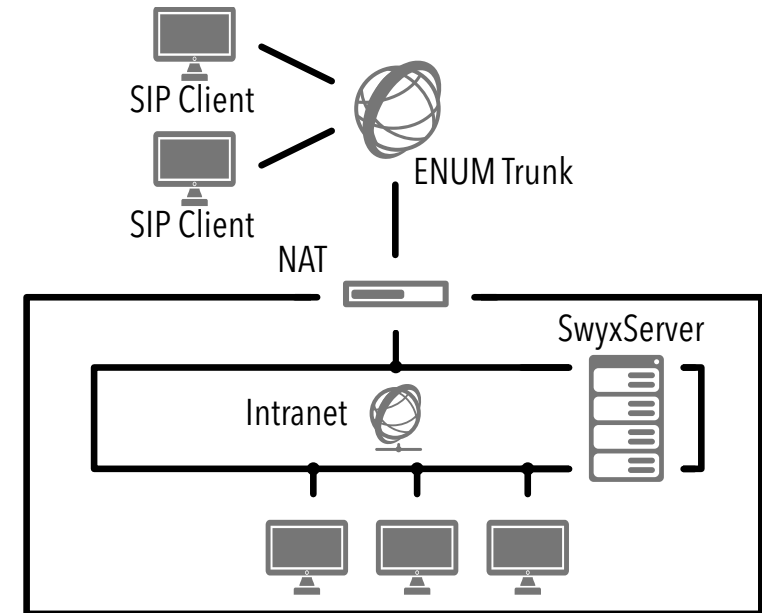 SIP Client
ENUM Trunk
SIP Client
NAT
SwyxServer
Intranet